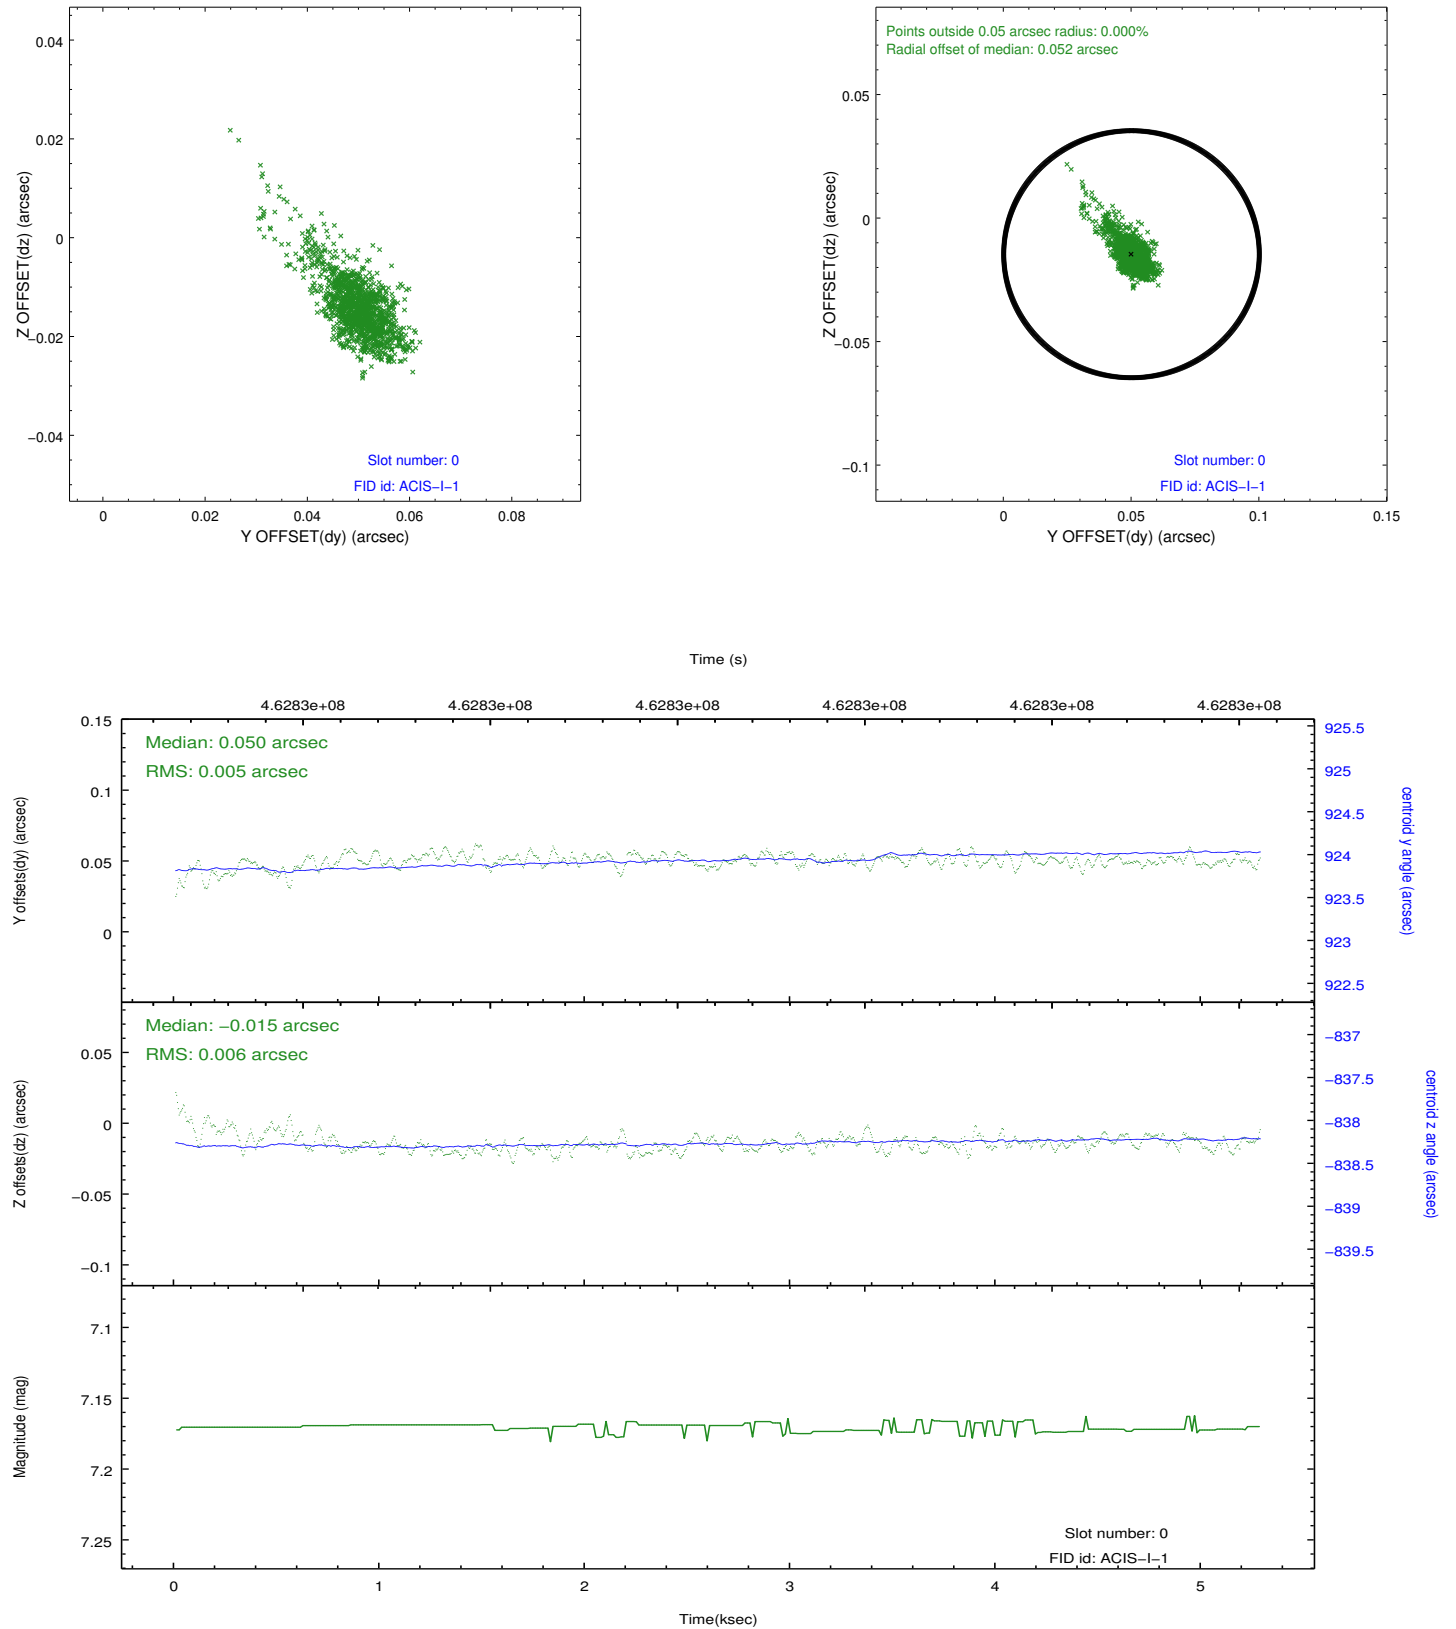 0.04
0.02
0
−0.02
−0.04
Z OFFSET(dz) (arcsec)
Slot number: 0
FID id: ACIS−I−1
0 0.02 0.04 0.06 0.08
Y OFFSET(dy) (arcsec)
Points outside 0.05 arcsec radius: 0.000%
Radial offset of median: 0.052 arcsec
0.05
0
−0.05
−0.1
Z OFFSET(dz) (arcsec)
Slot number: 0
FID id: ACIS−I−1
0 0.05 0.1 0.15
Y OFFSET(dy) (arcsec)
Time (s)
4.6283e+08 4.6283e+08 4.6283e+08 4.6283e+08 4.6283e+08 4.6283e+08
Median: 0.050 arcsec
RMS: 0.005 arcsec
0.15
0.1
0.05
0
Y offsets(dy) (arcsec)
925.5
925
924.5
924
923.5
923
922.5
centroid y angle (arcsec)
Median: −0.015 arcsec
RMS: 0.006 arcsec
0.05
0
−0.05
−0.1
Z offsets(dz) (arcsec)
−837
−837.5
−838
−838.5
−839
−839.5
centroid z angle (arcsec)
7.1
7.15
7.2
7.25
Magnitude (mag)
Slot number: 0
FID id: ACIS−I−1
0 1 2 3 4 5
Time(ksec)